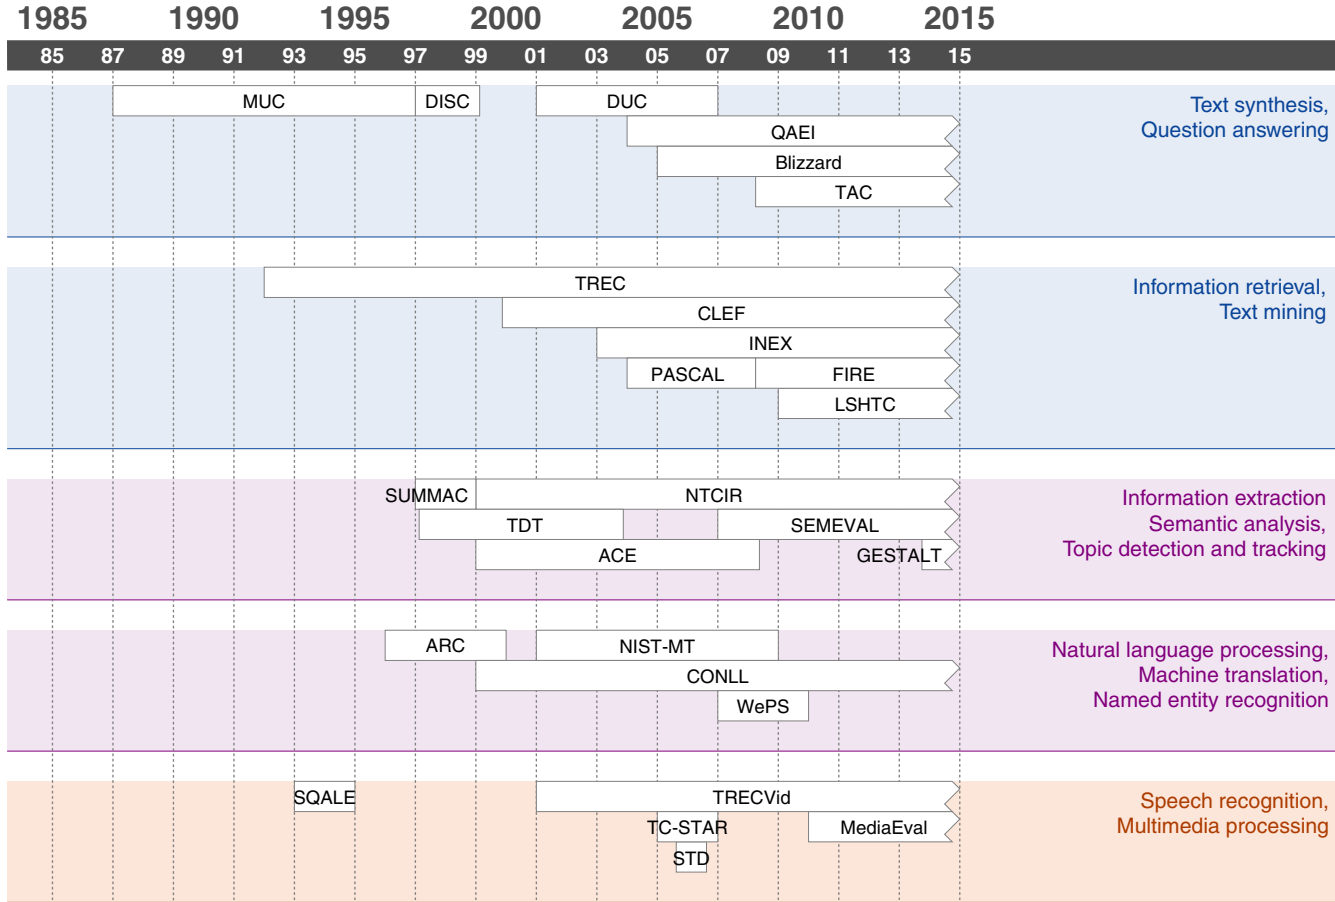 1985 1990 1995 2000 2005 2010 2015
85 87 89 91 93 95 97 99 01 03 05 07 09 11 13 15
MUC DISC DUC
QAEI
Blizzard
TAC
Text synthesis,
Question answering
TREC
CLEF
INEX
PASCAL FIRE
LSHTC
Information retrieval,
Text mining
SUMMAC NTCIR
TDT SEMEVAL
ACE GESTALT
Information extraction
Semantic analysis,
Topic detection and tracking
ARC NIST-MT
CONLL
WePS
Natural language processing,
Machine translation,
Named entity recognition
SQALE TRECVid
TC-STAR MediaEval
STD
Speech recognition,
Multimedia processing